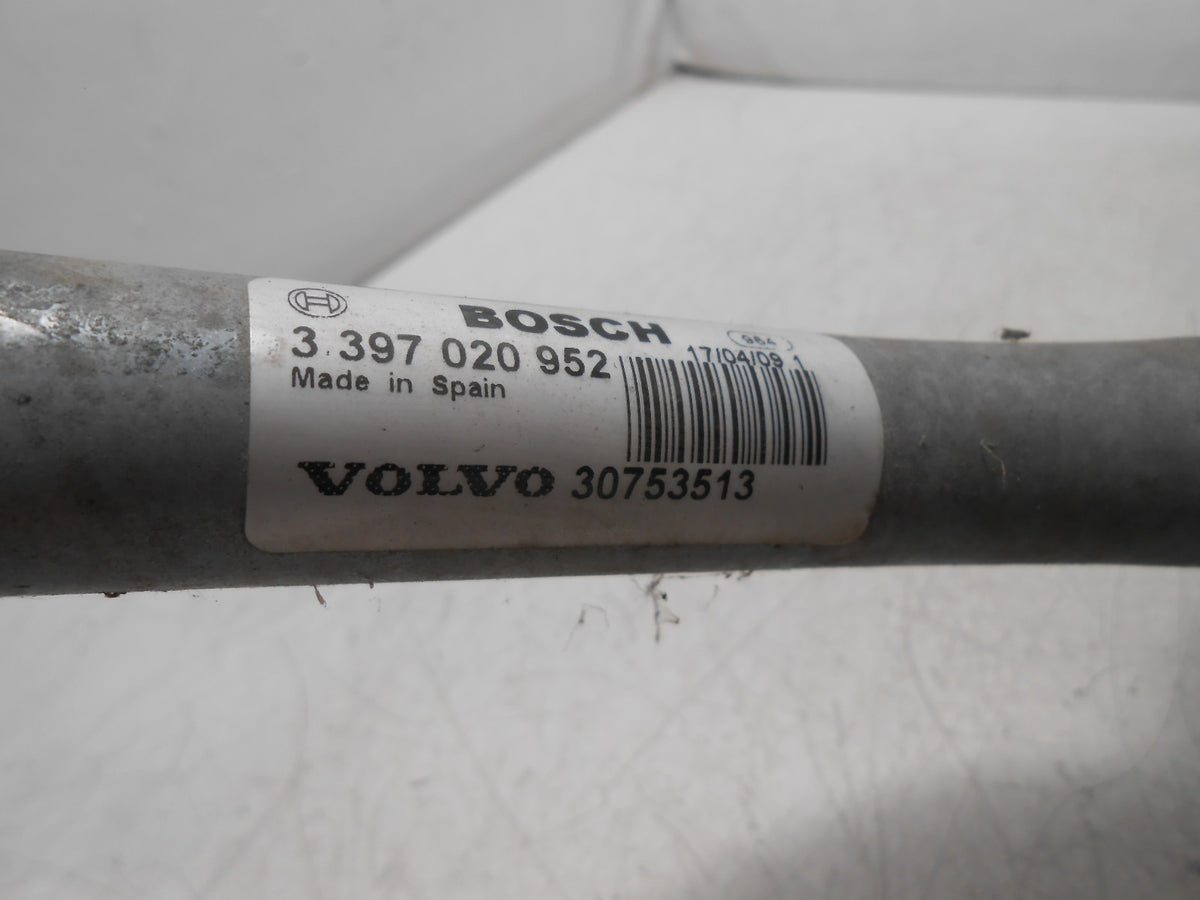 BOSCH
3 397 020 952
984
17/04/09 1
Made in Spain
VOLVO 30753513